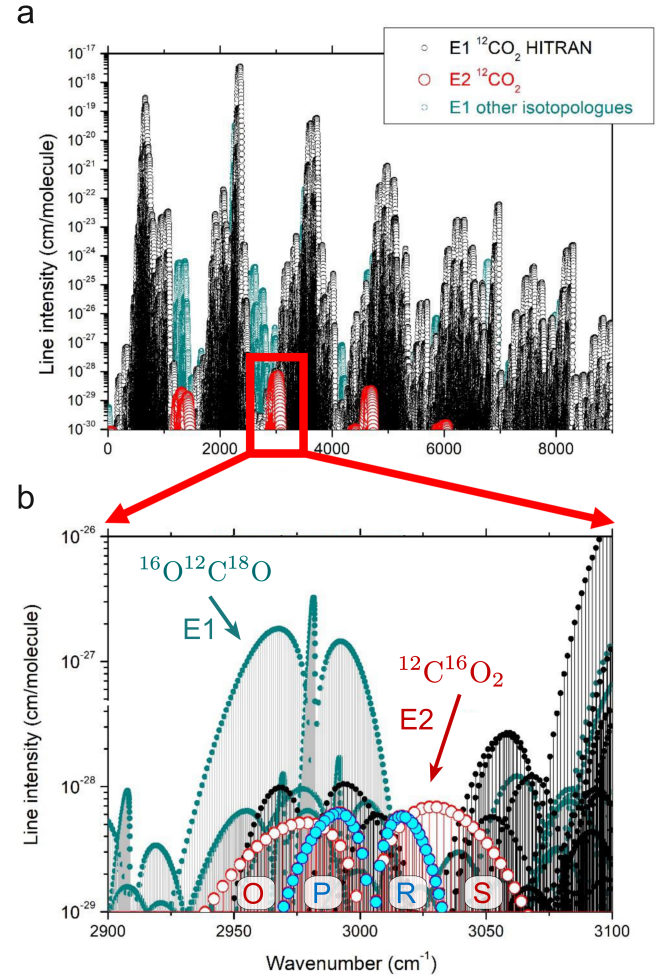 a
E1 ¹²CO₂ HITRAN
E2 ¹²CO₂
E1 other isotopologues
Line intensity (cm/molecule)
10⁻¹⁷
10⁻¹⁸
10⁻¹⁹
10⁻²⁰
10⁻²¹
10⁻²²
10⁻²³
10⁻²⁴
10⁻²⁵
10⁻²⁶
10⁻²⁷
10⁻²⁸
10⁻²⁹
10⁻³⁰
0 2000 4000 6000 8000
b
Line intensity (cm/molecule)
10⁻²⁶
10⁻²⁷
10⁻²⁸
10⁻²⁹
¹⁶O¹²C¹⁸O
E1
¹²C¹⁶O₂
E2
O P R S
2900 2950 3000 3050 3100
Wavenumber (cm⁻¹)